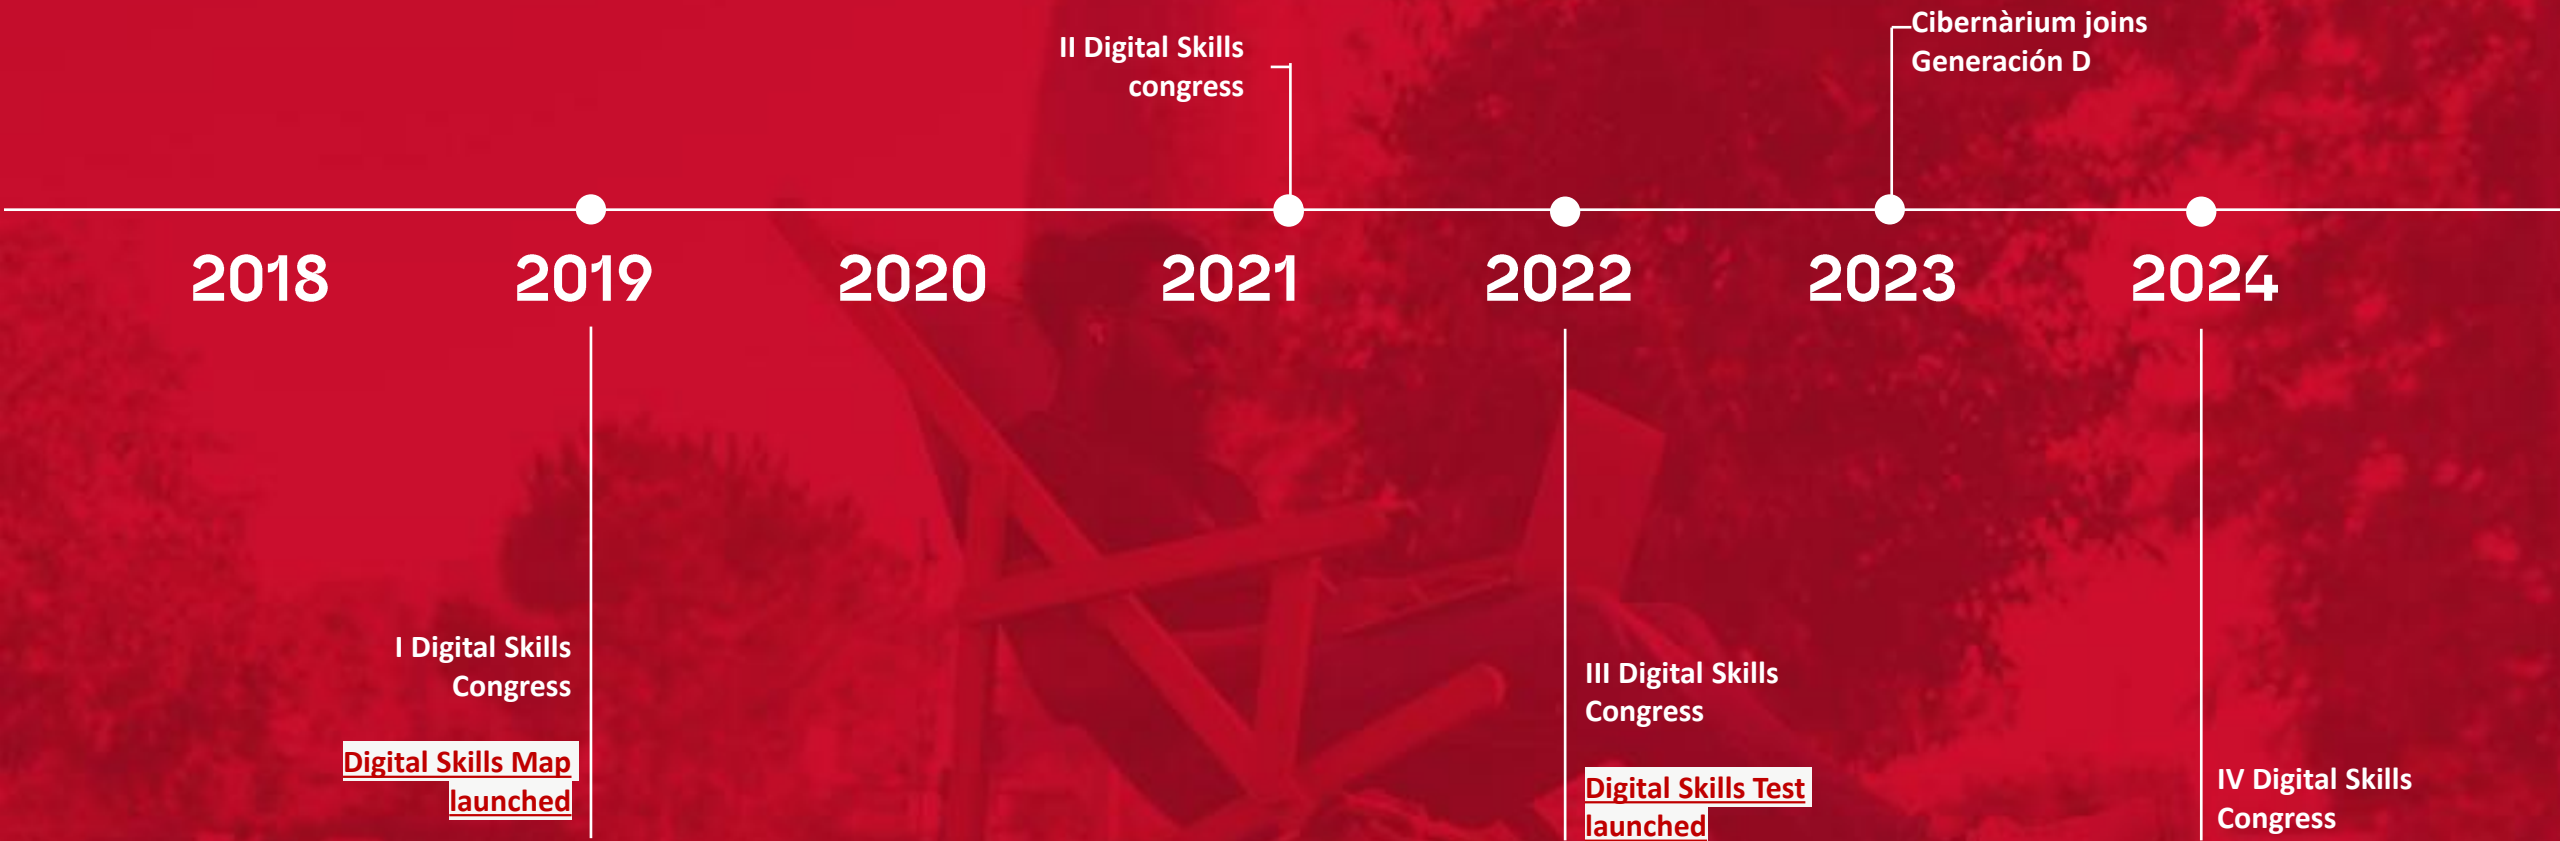 II Digital Skills
congress
Cibernàrium joins
Generación D
2018
2019
2020
2021
2022
2023
2024
I Digital Skills
Congress
Digital Skills Map
launched
III Digital Skills
Congress
Digital Skills Test
launched
IV Digital Skills
Congress